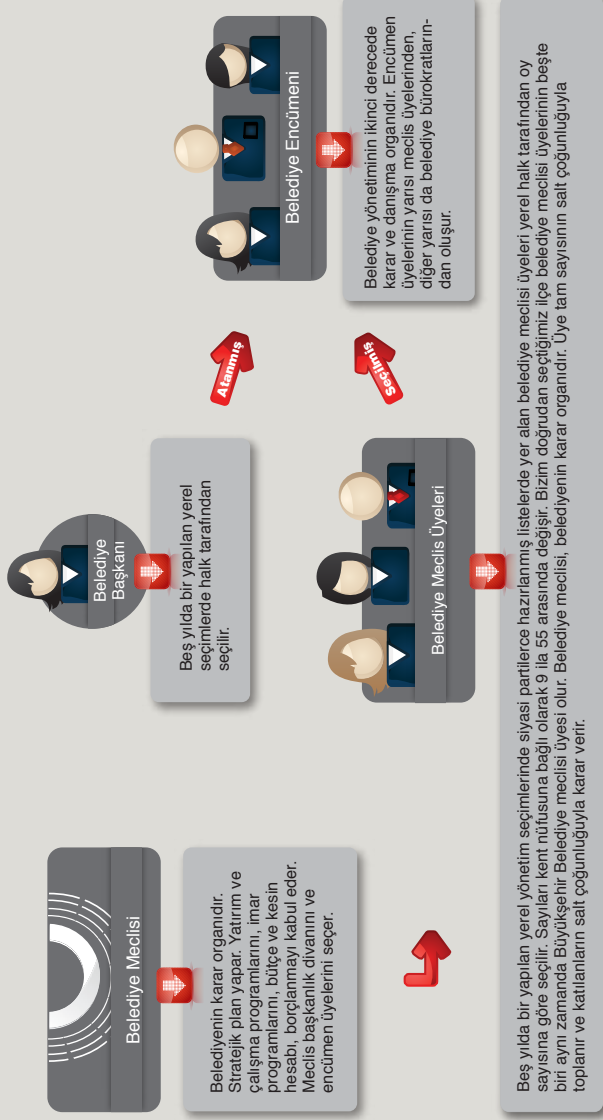 Belediye Meclisi
Belediyenin karar organıdır.
Stratejik plan yapar. Yatırım ve
çalışma programlarını, imar
programlarını, bütçe ve kesin
hesabı, borçlanmayı kabul eder.
Meclis başkanlık divanını ve
encümen üyelerini seçer.
Belediye
Başkanı
Beş yılda bir yapılan yerel
seçimlerde halk tarafından
seçilir.
Atanmış
Belediye Encümeni
Belediye yönetiminin ikinci derecede
karar ve danışma organıdır. Encümen
üyelerinin yarısı meclis üyelerinden,
diğer yarısı da belediye bürokratların-
dan oluşur.
Belediye Meclis Üyeleri
Seçilmiş
Beş yılda bir yapılan yerel yönetim seçimlerinde siyasi partilerce hazırlanmış listelerde yer alan belediye meclisi üyeleri yerel halk tarafından oy
sayısına göre seçilir. Sayıları kent nüfusuna bağlı olarak 9 ila 55 arasında değişir. Bizim doğrudan seçtiğimiz ilçe belediye meclisi üyelerinin beşte
biri aynı zamanda Büyükşehir Belediye meclisi üyesi olur. Belediye meclisi, belediyenin karar organıdır. Üye tam sayısının salt çoğunluğuyla
toplanır ve katılanların salt çoğunluğuyla karar verir.